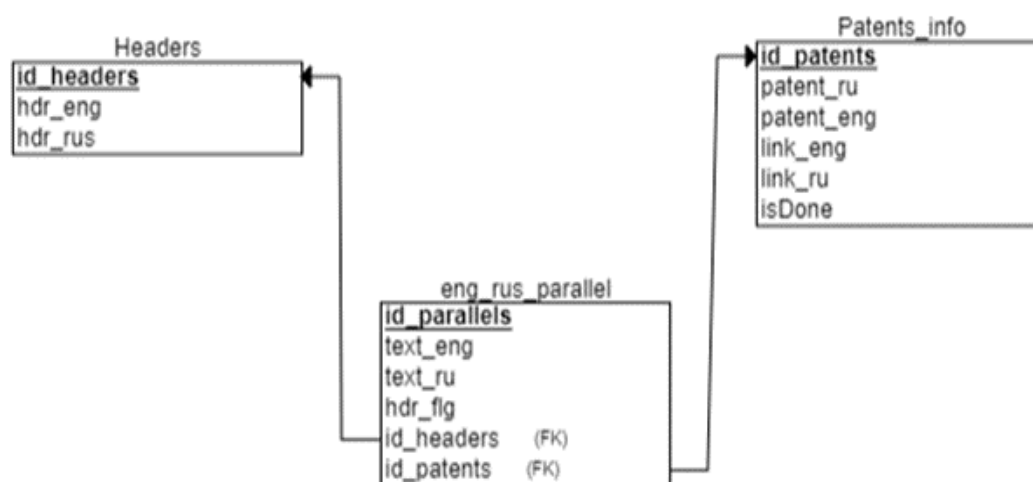 Headers
id_headers
hdr_eng
hdr_rus
Patents_info
id_patents
patent_ru
patent_eng
link_eng
link_ru
isDone
eng_rus_parallel
id_parallels
text_eng
text_ru
hdr_flg
id_headers (FK)
id_patents (FK)